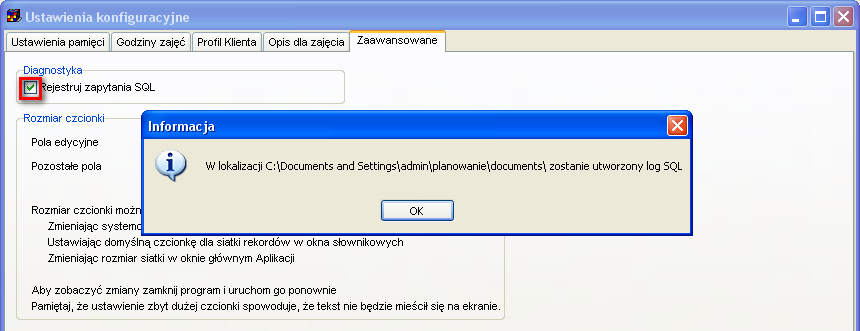 Ustawienia konfiguracyjne
Ustawienia pamięci
Godziny zajęć
Profil Klienta
Opis dla zajęcia
Zaawansowane
Diagnostyka
Rejestruj zapytania SQL
Rozmiar czcionki
Informacja
Pola edycyjne
W lokalizacji C:\Documents and Settings\admin\planowanie\documents\ zostanie utworzony log SQL
Pozostałe pola
OK
Rozmiar czcionki możn
Zmieniając systemo
Ustawiając domyślną czcionkę dla siatki rekordów w okna słownikowych
Zmieniając rozmiar siatki w oknie głównym Aplikacji
Aby zobaczyć zmiany zamknij program i uruchom go ponownie
Pamiętaj, że ustawienie zbyt dużej czcionki spowoduje, że tekst nie będzie mieścił się na ekranie.